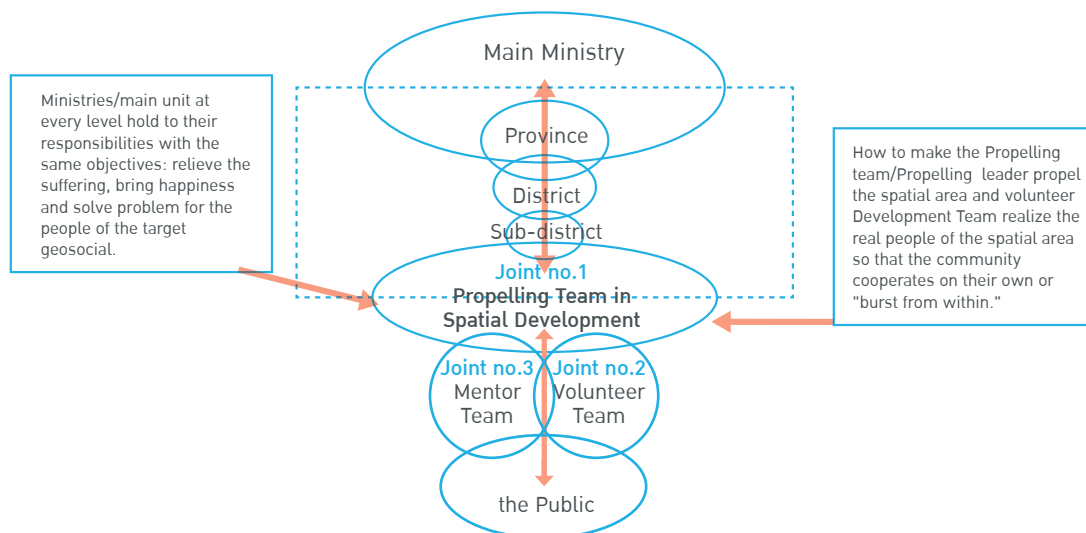 Main Ministry
Ministries/main unit at
every level hold to their
responsibilities with the
same objectives: relieve the
suffering, bring happiness
and solve problem for the
people of the target
geosocial.
Province
District
Sub-district
How to make the Propelling
team/Propelling leader propel
the spatial area and volunteer
Development Team realize the
real people of the spatial area
so that the community
cooperates on their own or
"burst from within."
Joint no.1
Propelling Team in
Spatial Development
Joint no.3
Mentor
Team
Joint no.2
Volunteer
Team
the Public